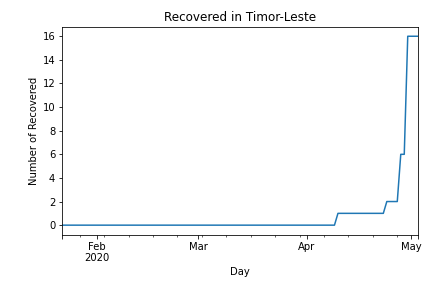 Recovered in Timor-Leste
Number of Recovered
16
14
12
10
8
6
4
2
0
Feb
2020
Mar
Apr
May
Day